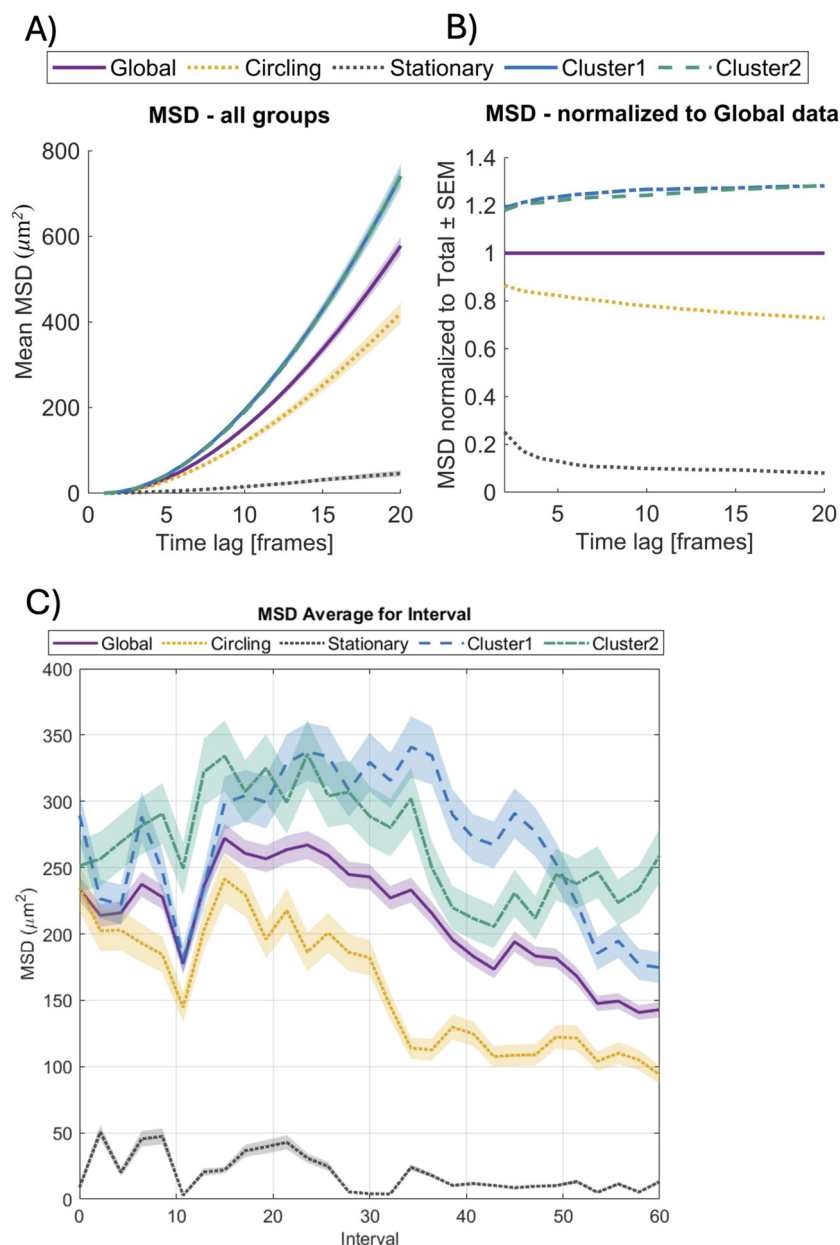 A)
B)
Global Circling Stationary Cluster1 Cluster2
MSD - all groups
800
600
400
200
0
Mean MSD (μm²)
0 5 10 15 20
Time lag [frames]
MSD - normalized to Global data
1.4
1.2
1
0.8
0.6
0.4
0.2
0
MSD normalized to Total ± SEM
5 10 15 20
Time lag [frames]
C)
MSD Average for Interval
Global Circling Stationary Cluster1 Cluster2
400
350
300
250
200
150
100
50
0
MSD (μm²)
0 10 20 30 40 50 60
Interval